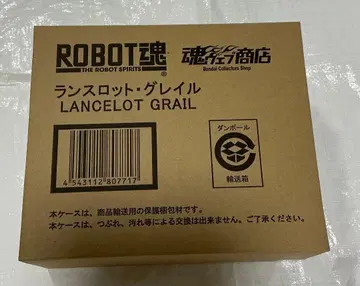 ROBOT魂 魂ウェブ商店
THE ROBOT SPIRITS Bandai Collectors Shop
ランスロット・グレイル
LANCELOT GRAIL
4543112807717
ダンボール
輸送箱
本ケースは、商品輸送用の保護梱包材です。
本ケースは、つぶれ、汚れ等による交換は出来ません。ご了承ください。